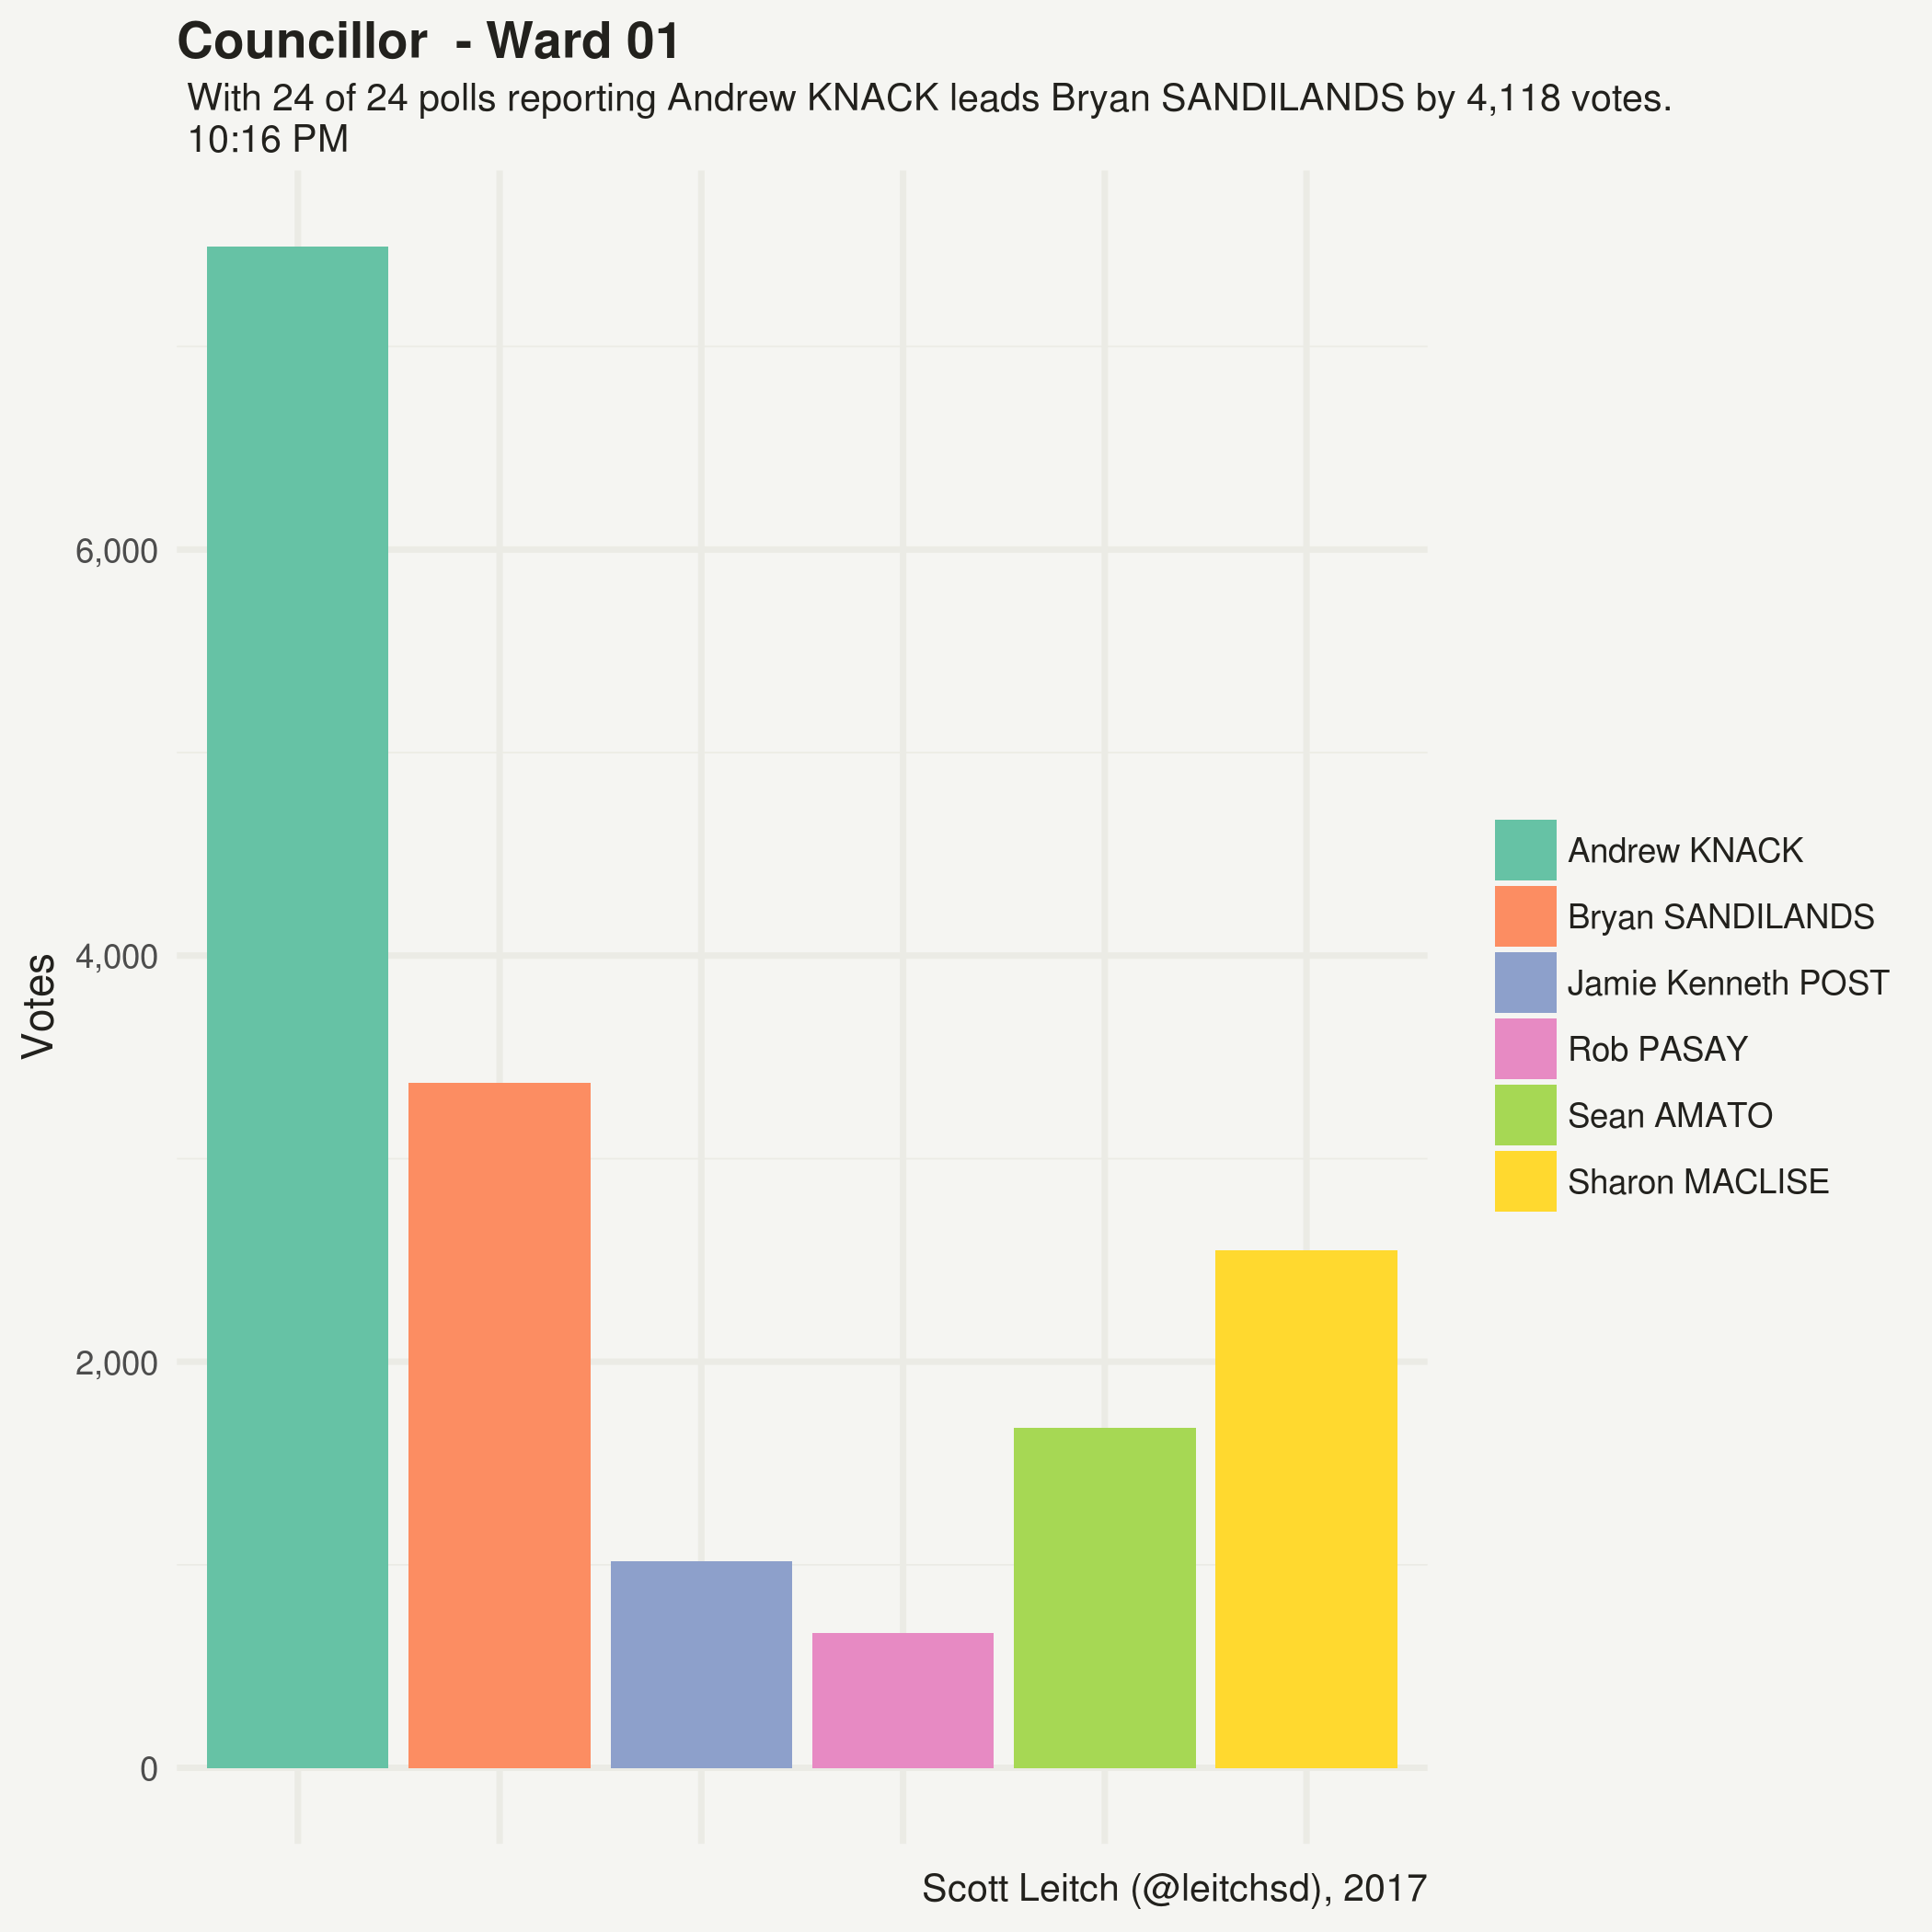 Councillor  - Ward 01
With 24 of 24 polls reporting Andrew KNACK leads Bryan SANDILANDS by 4,118 votes.
10:16 PM
Votes
6,000
4,000
2,000
0
Andrew KNACK
Bryan SANDILANDS
Jamie Kenneth POST
Rob PASAY
Sean AMATO
Sharon MACLISE
Scott Leitch (@leitchsd), 2017